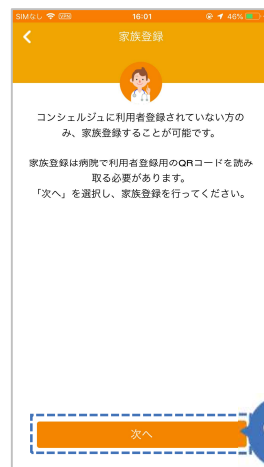 SIMなし 16:01 46%
家族登録
コンシェルジュに利用者登録されていない方の
み、家族登録することが可能です。
家族登録は病院で利用者登録用のQRコードを読み
取る必要があります。
「次へ」を選択し、家族登録を行ってください。
次へ